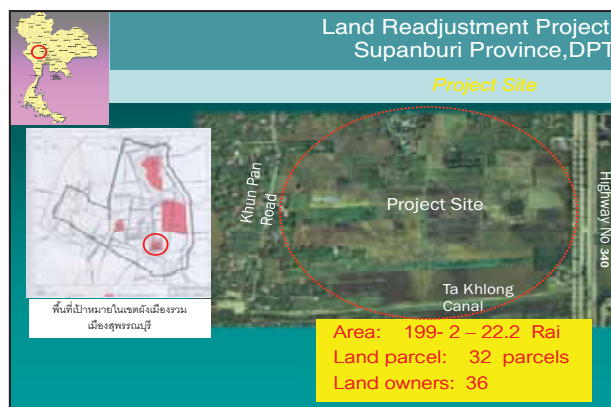 Land Readjustment Project
Supanburi Province,DPT
Project Site
Khun Pan
Road
Project Site
Highway No 340
Ta Khlong
Canal
พื้นที่เป้าหมายในเขตผังเมืองรวม
เมืองสุพรรณบุรี
Area: 199- 2 – 22.2 Rai
Land parcel: 32 parcels
Land owners: 36